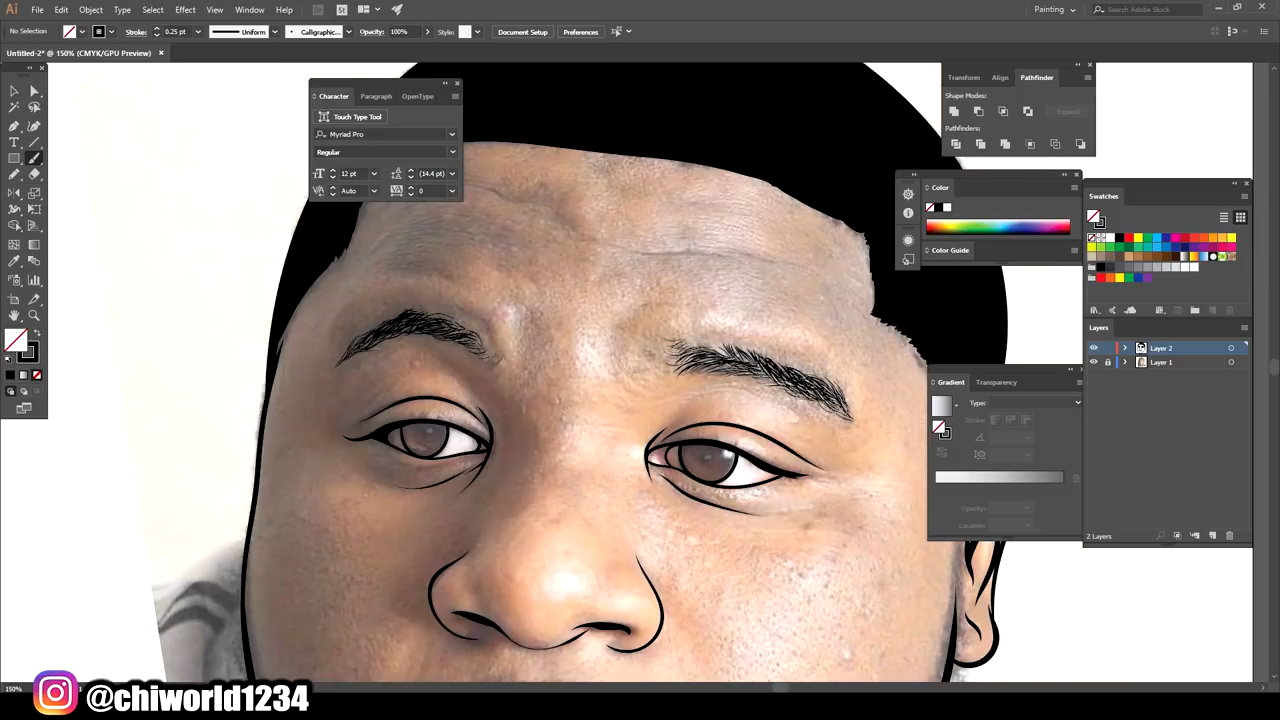 Ai File Edit Object Type Select Effect View Window Help Br St Painting Search Adobe Stock
No Selection Stroke: 0.25 pt Uniform Calligraphic... Opacity: 100% Style: Document Setup Preferences
Untitled-2* @ 150% (CMYK/GPU Preview)
Character Paragraph OpenType
Touch Type Tool
Myriad Pro
Regular
12 pt (14.4 pt)
Auto 0
Transform Align Pathfinder
Shape Modes:
Expand
Pathfinders:
Color
Color Guide
Swatches
Layers
Layer 2
Layer 1
2 Layers
Gradient Transparency
Type:
Stroke:
Opacity:
Location:
150%
@chiworld1234